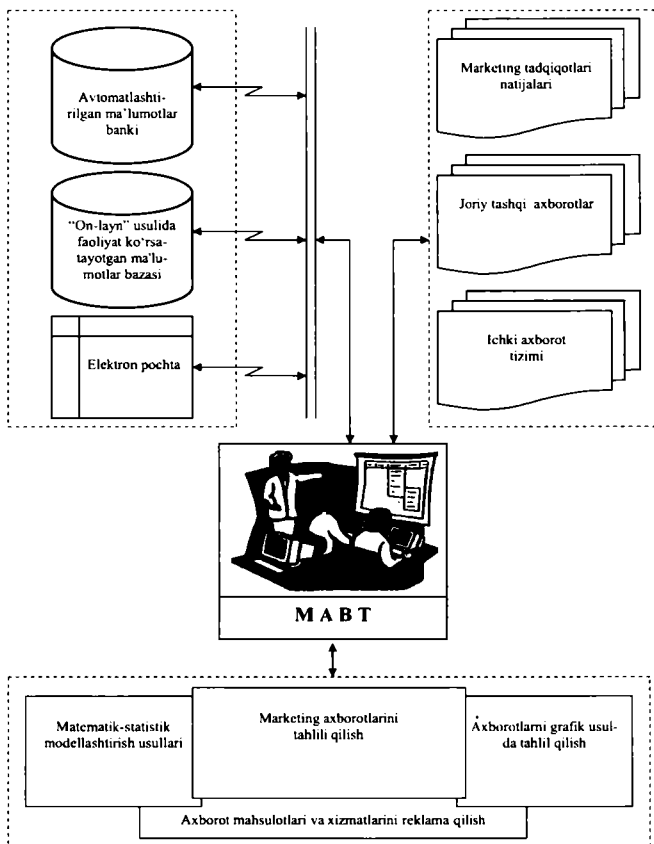 Avtomatlashti-
rilgan ma'lumotlar
banki
“On-layn” usulida
faoliyat ko‘rsa-
tayotgan ma'lu-
motlar bazasi
Elektron pochta
Marketing tadqiqotlari
natijalari
Joriy tashqi axborotlar
Ichki axborot
tizimi
M A B T
Matematik-statistik
modellashtirish usullari
Marketing axborotlarini
tahlili qilish
Axborotlarni grafik usul-
da tahlil qilish
Axborot mahsulotlari va xizmatlarini reklama qilish